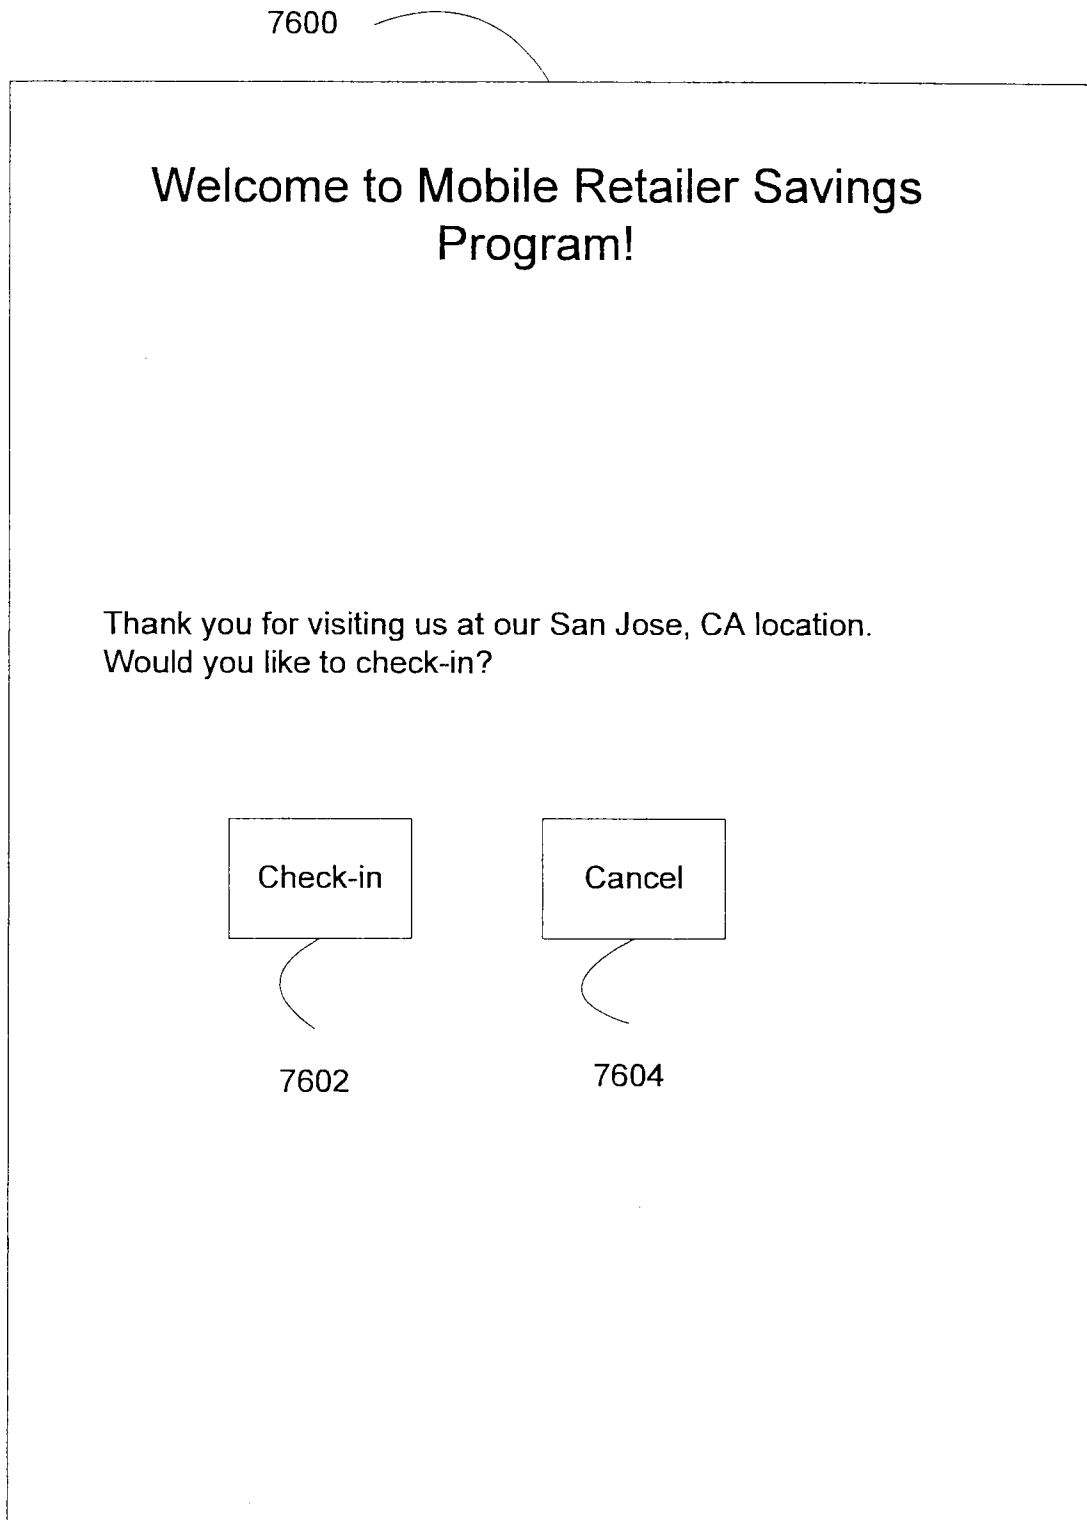 7600
Welcome to Mobile Retailer Savings
Program!
Thank you for visiting us at our San Jose, CA location.
Would you like to check-in?
Check-in
Cancel
7602
7604